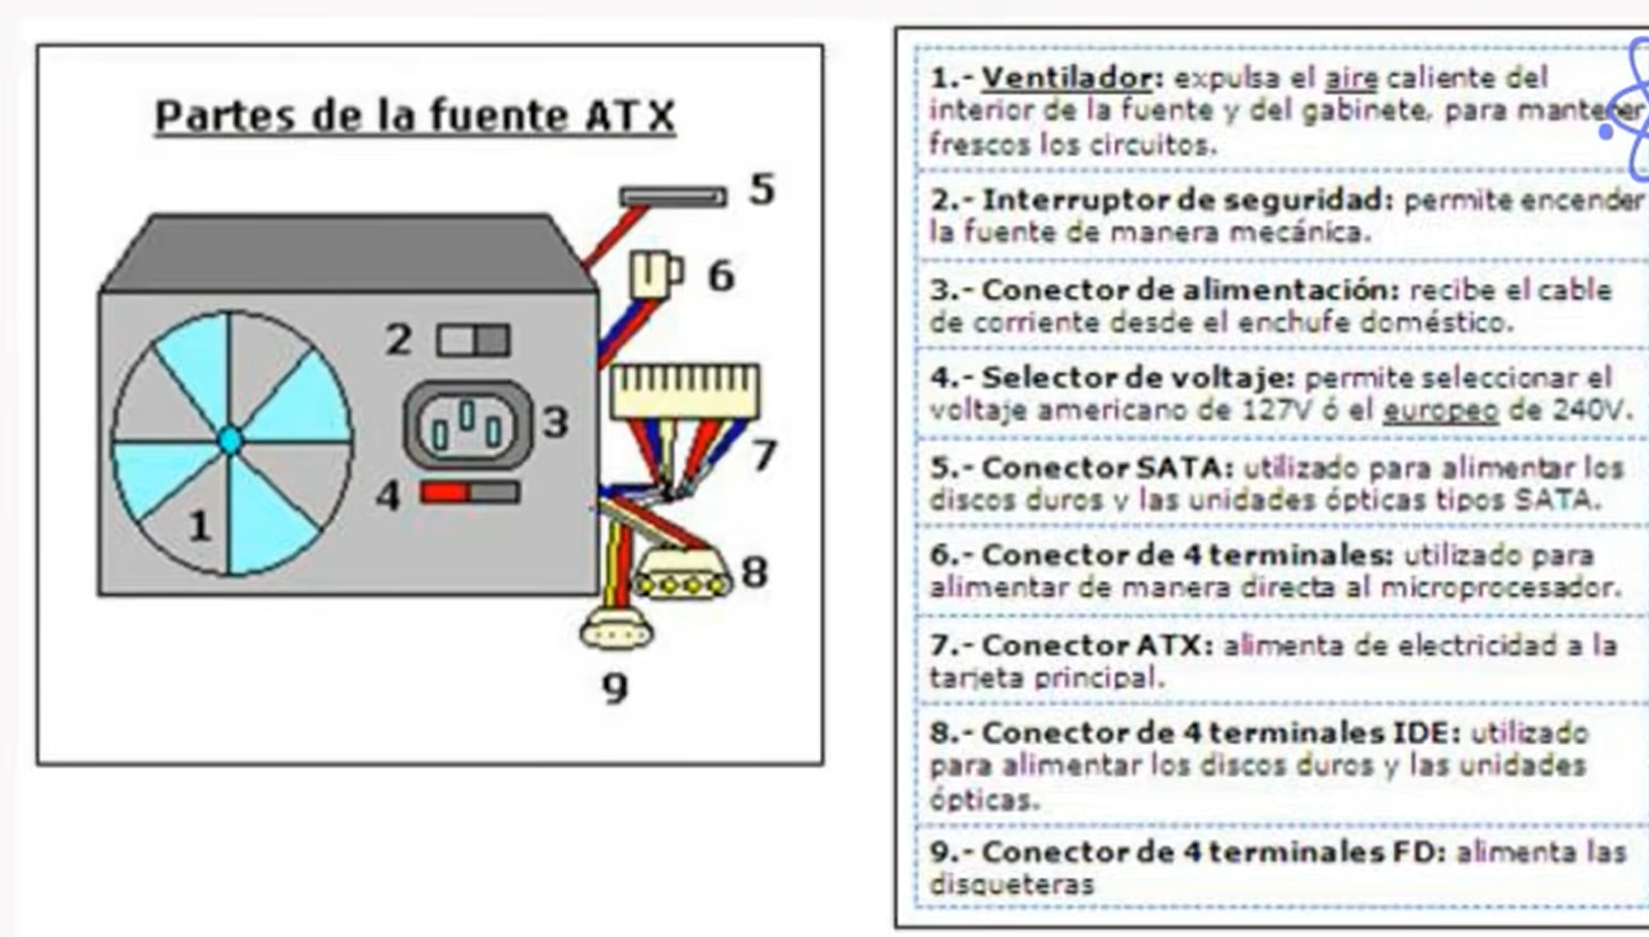 Partes de la fuente ATX
5
6
2
3
7
4
1
8
9
1.- Ventilador: expulsa el aire caliente del
interior de la fuente y del gabinete, para mantener
frescos los circuitos.
2.- Interruptor de seguridad: permite encender
la fuente de manera mecánica.
3.- Conector de alimentación: recibe el cable
de corriente desde el enchufe doméstico.
4.- Selector de voltaje: permite seleccionar el
voltaje americano de 127V ó el europeo de 240V.
5.- Conector SATA: utilizado para alimentar los
discos duros y las unidades ópticas tipos SATA.
6.- Conector de 4 terminales: utilizado para
alimentar de manera directa al microprocesador.
7.- Conector ATX: alimenta de electricidad a la
tarjeta principal.
8.- Conector de 4 terminales IDE: utilizado
para alimentar los discos duros y las unidades
ópticas.
9.- Conector de 4 terminales FD: alimenta las
disqueteras